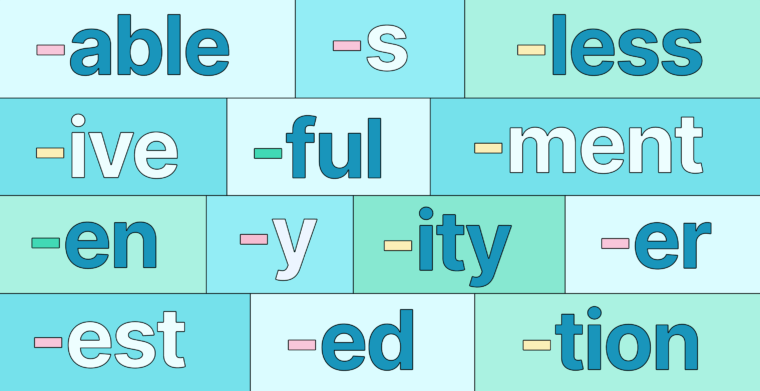 -able -s -less
-ive -ful -ment
-en -y -ity -er
-est -ed -tion